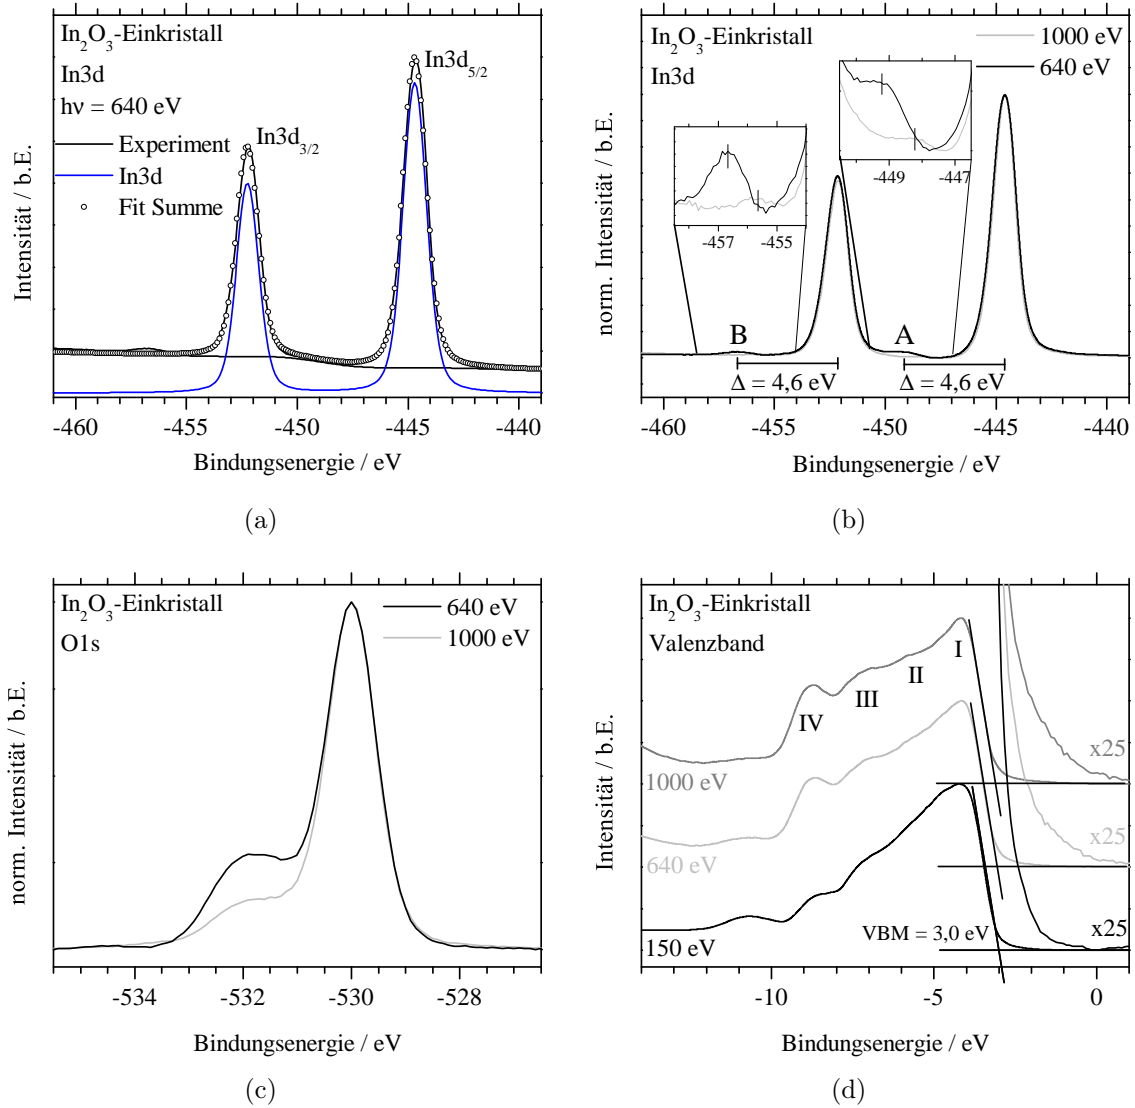 In2O3-Einkristall
In3d
hν = 640 eV
Experiment
In3d
Fit Summe
In3d3/2
In3d5/2
Intensität / b.E.
-460 -455 -450 -445 -440
Bindungsenergie / eV
(a)
In2O3-Einkristall
In3d
1000 eV
640 eV
-449 -447
-457 -455
B
A
Δ = 4,6 eV
Δ = 4,6 eV
norm. Intensität / b.E.
-460 -455 -450 -445 -440
Bindungsenergie / eV
(b)
In2O3-Einkristall
O1s
640 eV
1000 eV
norm. Intensität / b.E.
-534 -532 -530 -528
Bindungsenergie / eV
(c)
In2O3-Einkristall
Valenzband
I
II
III
IV
x25
1000 eV
x25
640 eV
VBM = 3,0 eV
x25
150 eV
Intensität / b.E.
-10 -5 0
Bindungsenergie / eV
(d)